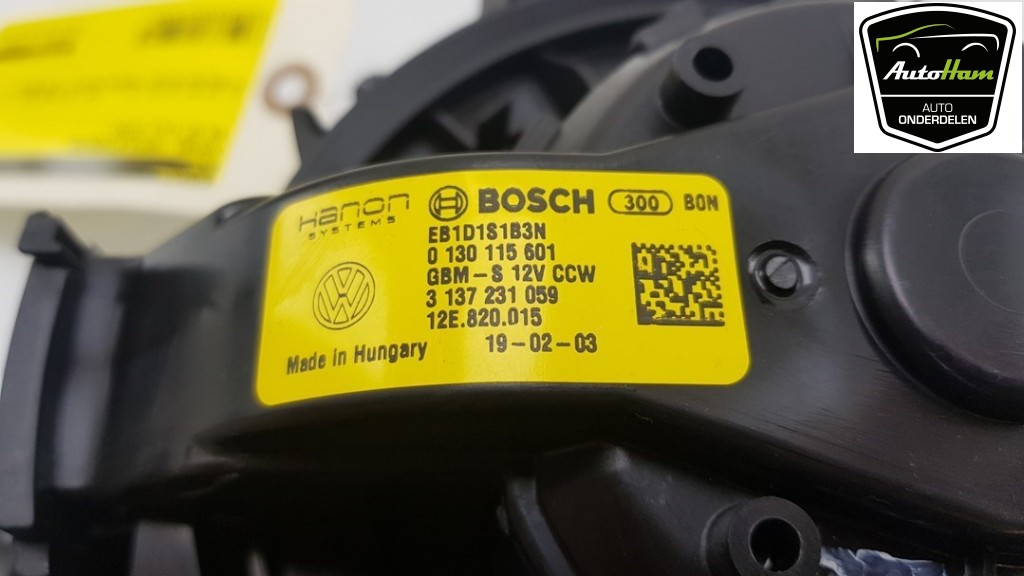 AutoHam
AUTO
ONDERDELEN
Hanon
SYSTEMS
BOSCH 300 BON
EB1D1S1B3N
0 130 115 601
GBM-S 12V CCW
3 137 231 059
12E.820.015
19-02-03
Made in Hungary